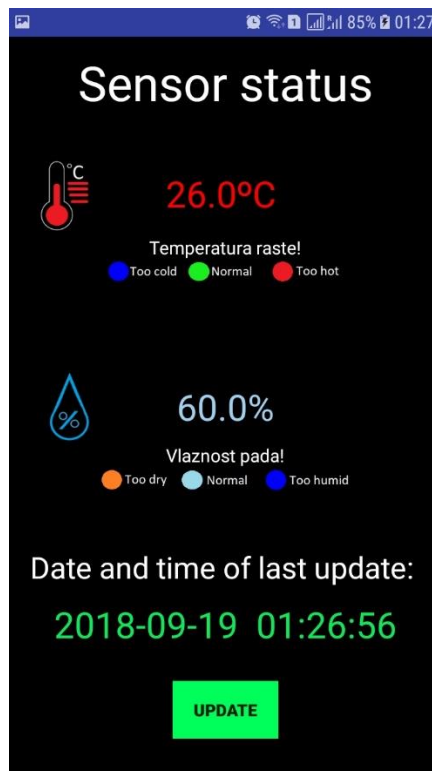 85% 01:27
Sensor status
°C
26.0ºC
Temperatura raste!
Too cold Normal Too hot
%
60.0%
Vlaznost pada!
Too dry Normal Too humid
Date and time of last update:
2018-09-19 01:26:56
UPDATE